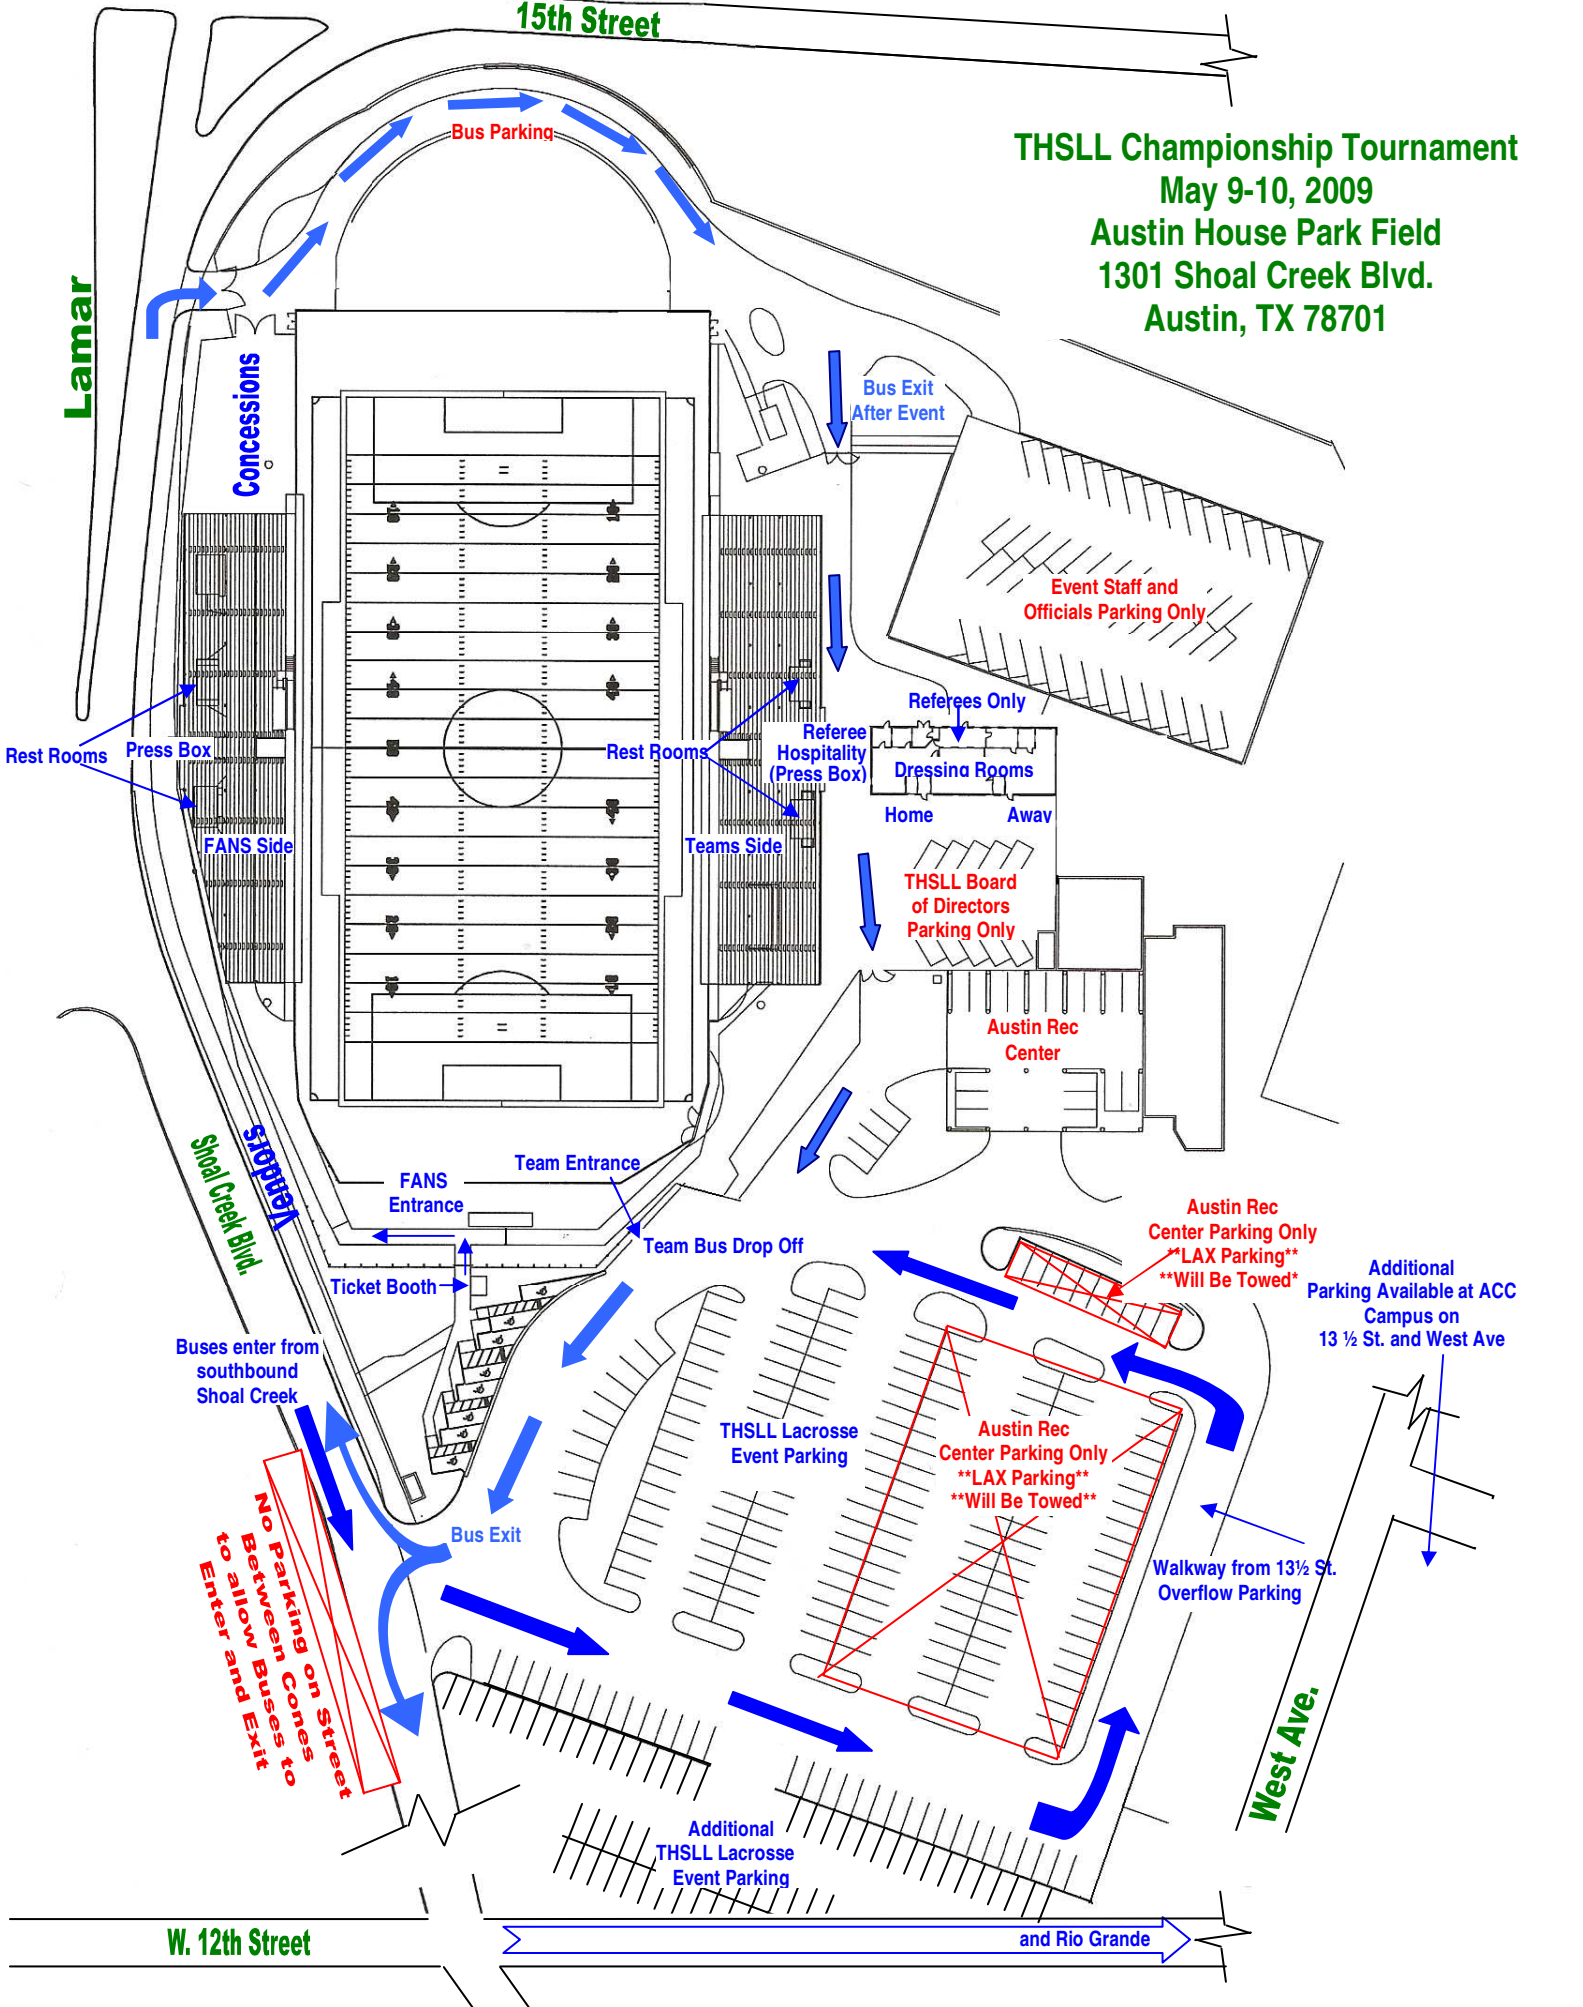 15th Street
THSLL Championship Tournament
May 9-10, 2009
Austin House Park Field
1301 Shoal Creek Blvd.
Austin, TX 78701
Bus Parking
Lamar
Concessions
Bus Exit
After Event
Event Staff and
Officials Parking Only
Referees Only
Rest Rooms
Press Box
Rest Rooms
Referee
Hospitality
(Press Box)
Dressing Rooms
Home
Away
FANS Side
Teams Side
THSLL Board
of Directors
Parking Only
Austin Rec
Center
Vendors
Shoal Creek Blvd.
Team Entrance
FANS
Entrance
Team Bus Drop Off
Ticket Booth
Austin Rec
Center Parking Only
**LAX Parking**
**Will Be Towed*
Additional
Parking Available at ACC
Campus on
13 ½ St. and West Ave
Buses enter from
southbound
Shoal Creek
THSLL Lacrosse
Event Parking
Austin Rec
Center Parking Only
**LAX Parking**
**Will Be Towed**
Bus Exit
No Parking on Street
Between Cones
to allow Buses to
Enter and Exit
Walkway from 13½ St.
Overflow Parking
West Ave.
Additional
THSLL Lacrosse
Event Parking
W. 12th Street
and Rio Grande